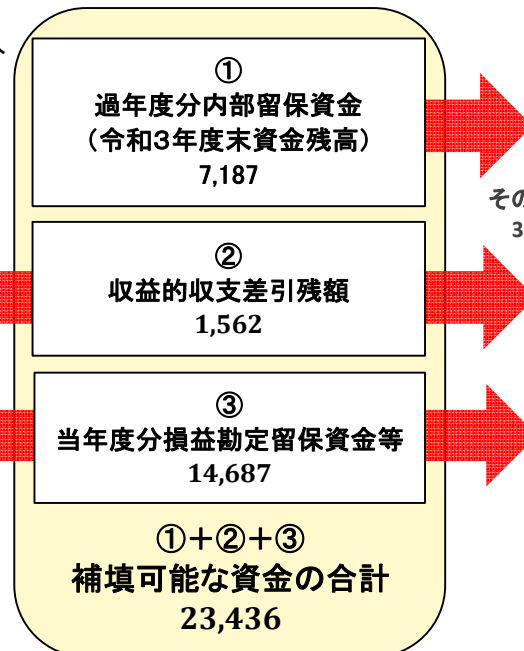 ①
過年度分内部留保資金
（令和3年度末資金残高）
7,187
その
3
②
収益的収支差引残額
1,562
③
当年度分損益勘定留保資金等
14,687
①＋②＋③
補填可能な資金の合計
23,436